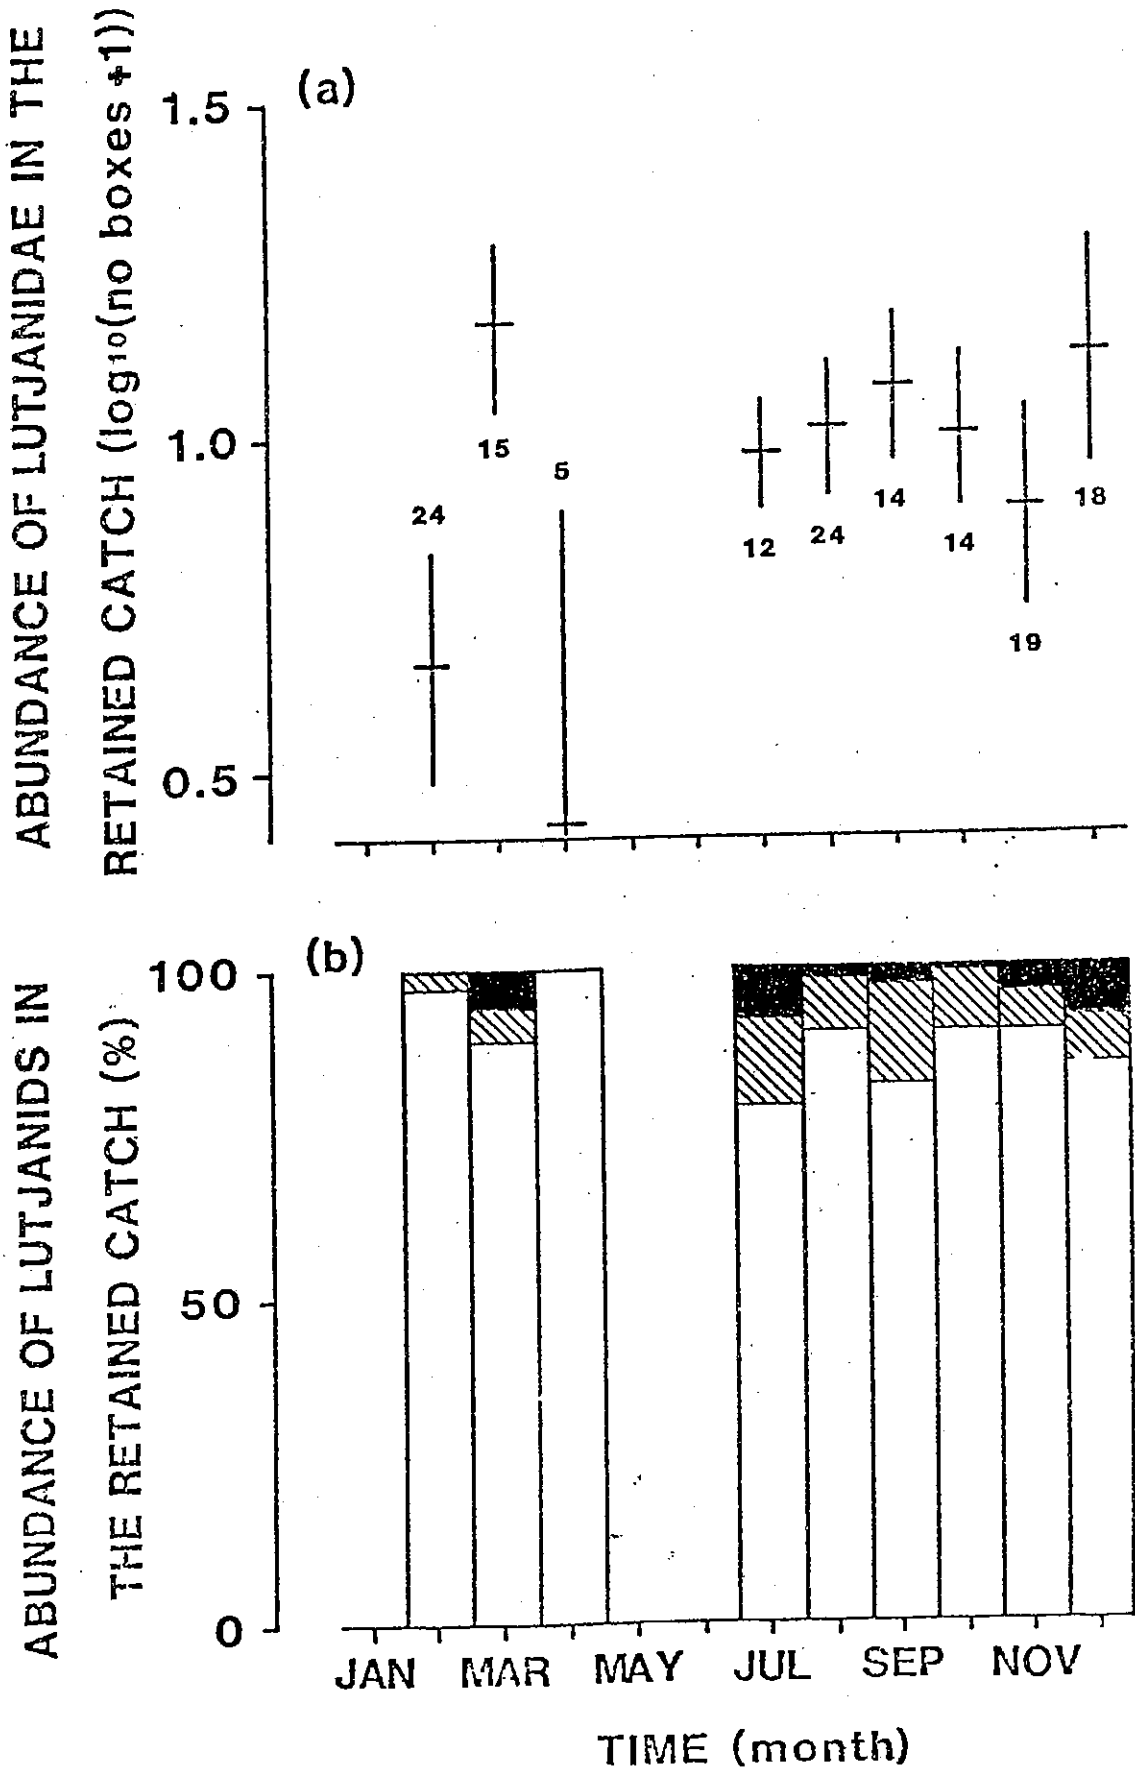 ABUNDANCE OF LUTJANIDAE IN THE
RETAINED CATCH (log10(no boxes +1))
(a)
1.5
1.0
0.5
24
15
5
12
24
14
14
19
18
ABUNDANCE OF LUTJANIDS IN
THE RETAINED CATCH (%)
(b)
100
50
0
JAN MAR MAY JUL SEP NOV
TIME (month)